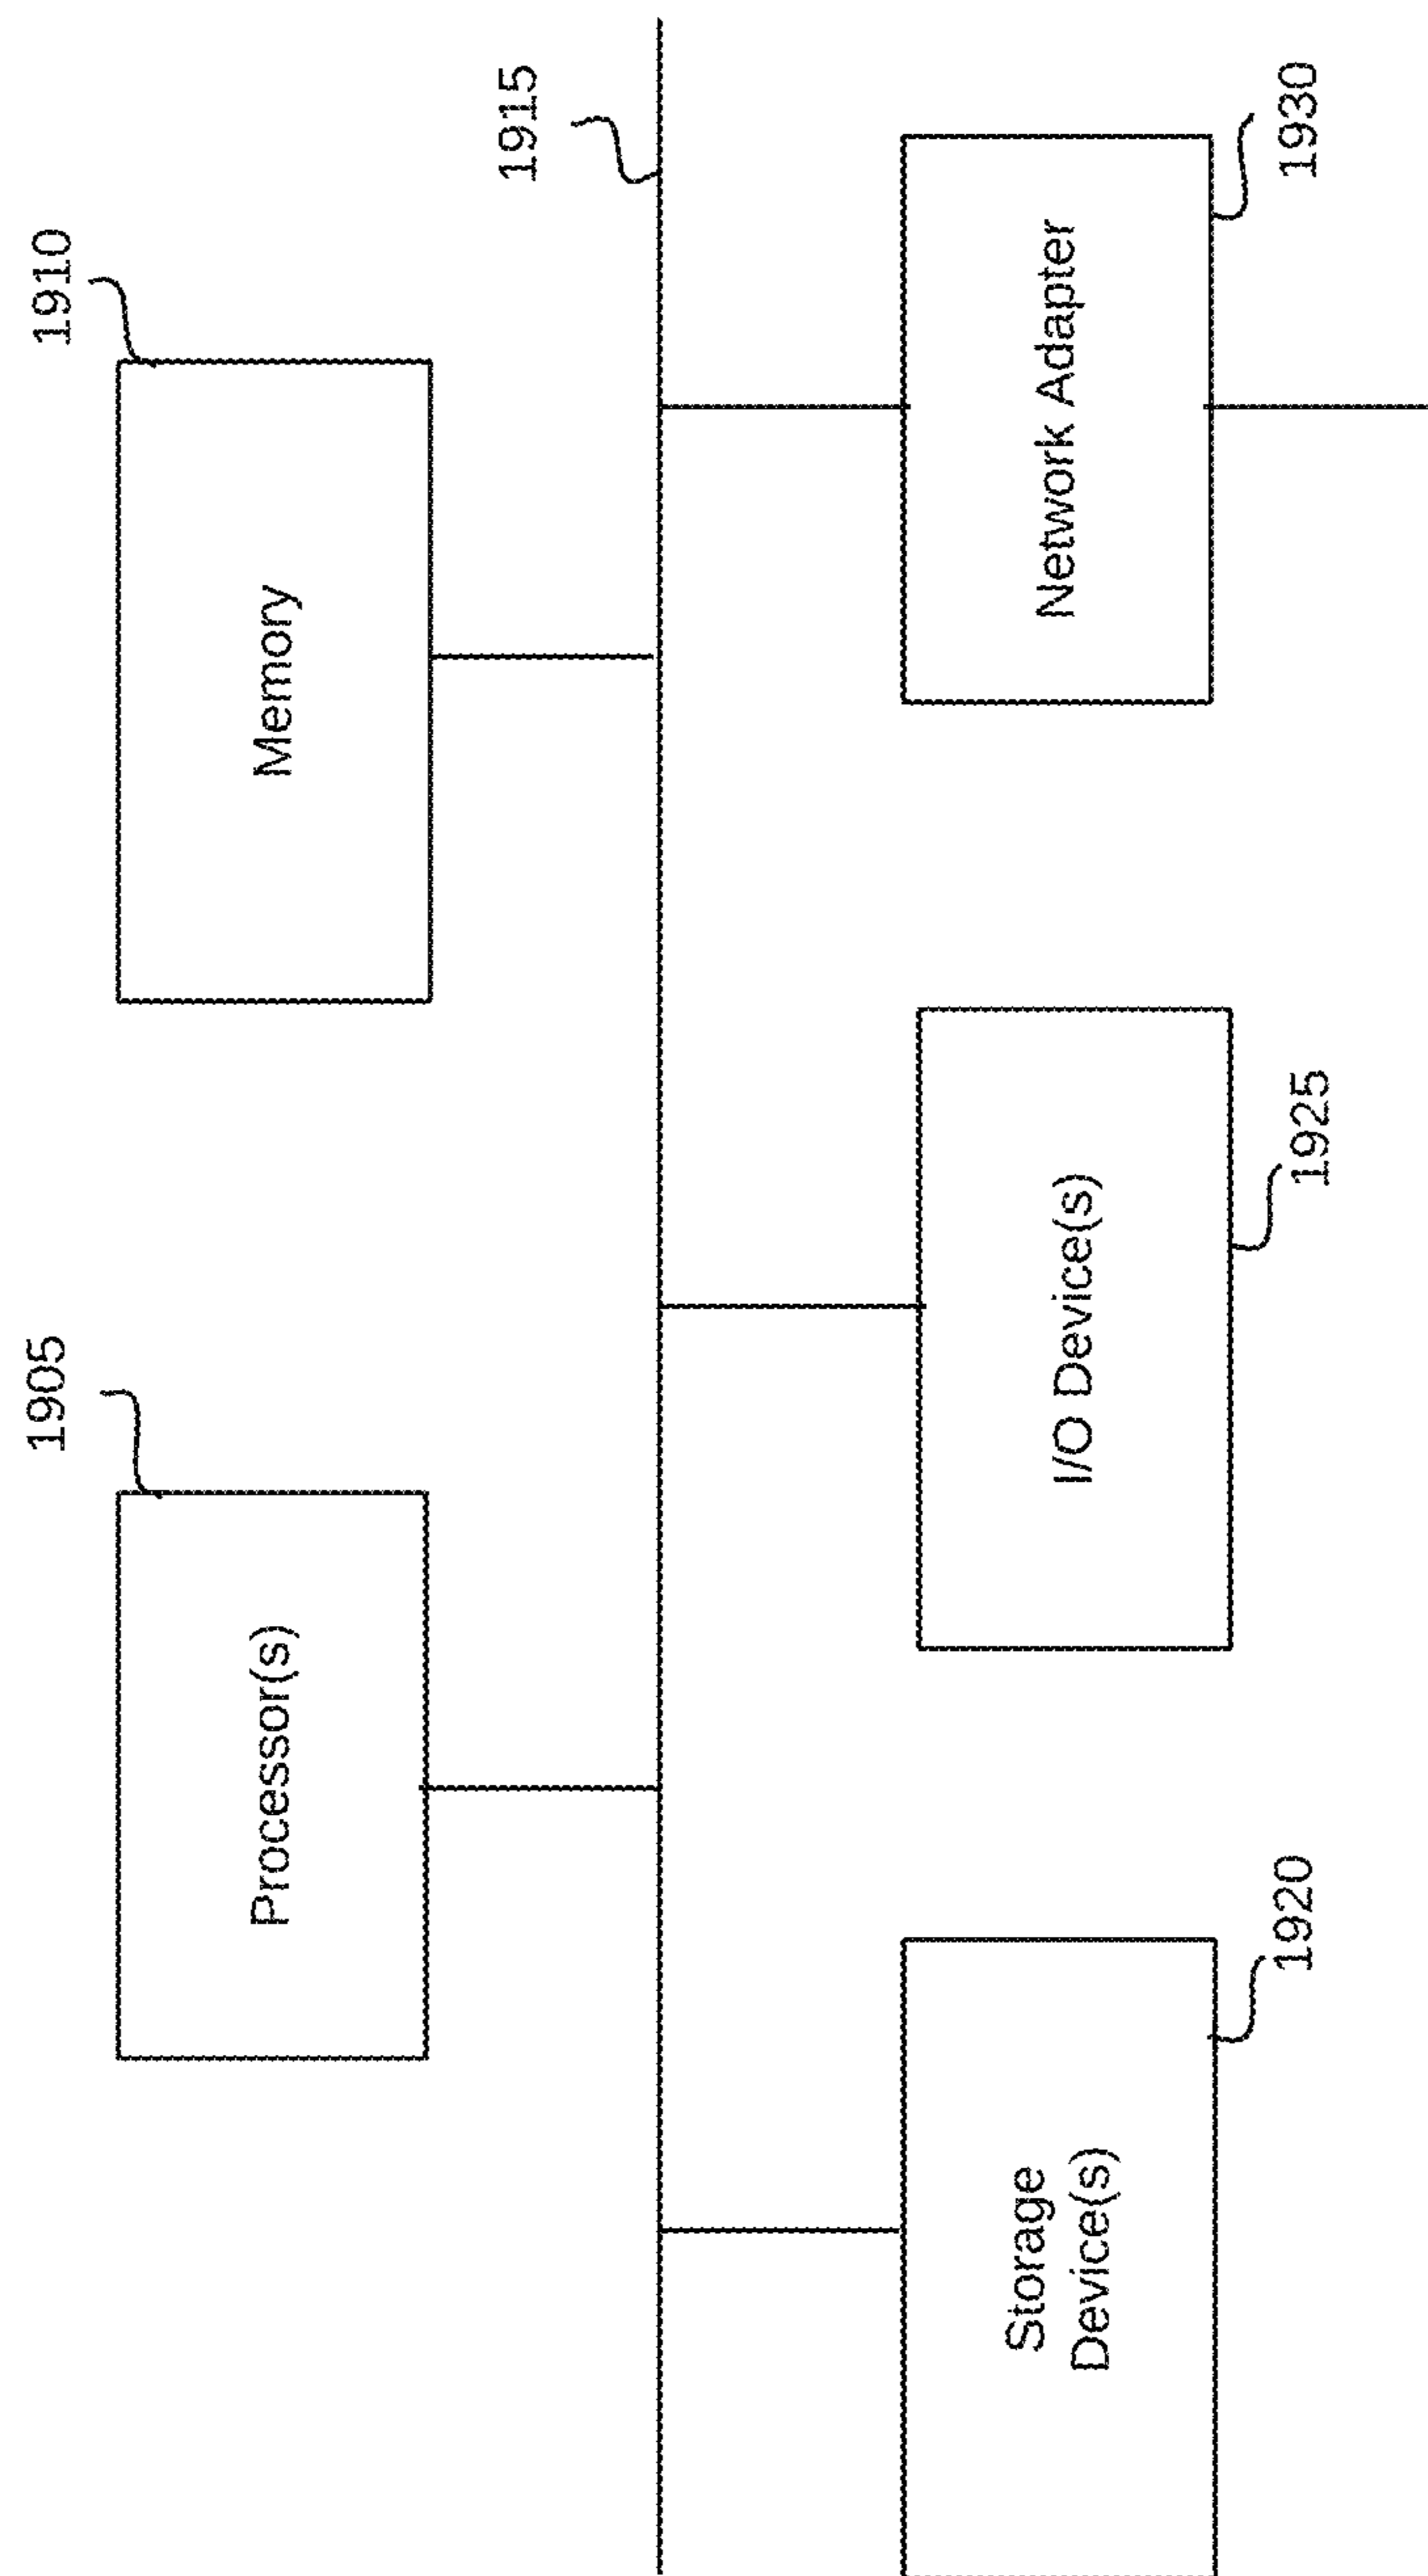 1905
1910
Processor(s)
Memory
1915
Storage
Device(s)
I/O Device(s)
Network Adapter
1920
1925
1930